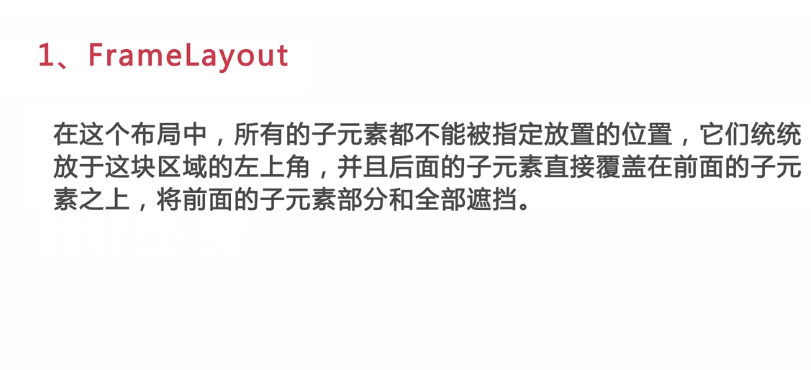 1、FrameLayout
在这个布局中，所有的子元素都不能被指定放置的位置，它们统统
放于这块区域的左上角，并且后面的子元素直接覆盖在前面的子元
素之上，将前面的子元素部分和全部遮挡。